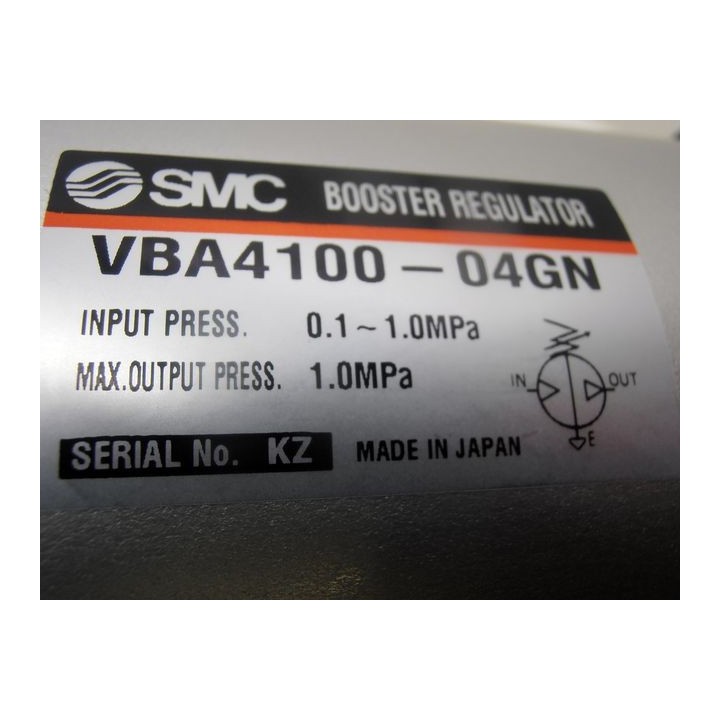 SMC BOOSTER REGULATOR
VBA4100-04GN
INPUT PRESS. 0.1~1.0MPa
MAX.OUTPUT PRESS. 1.0MPa
IN OUT
E
SERIAL No. KZ MADE IN JAPAN